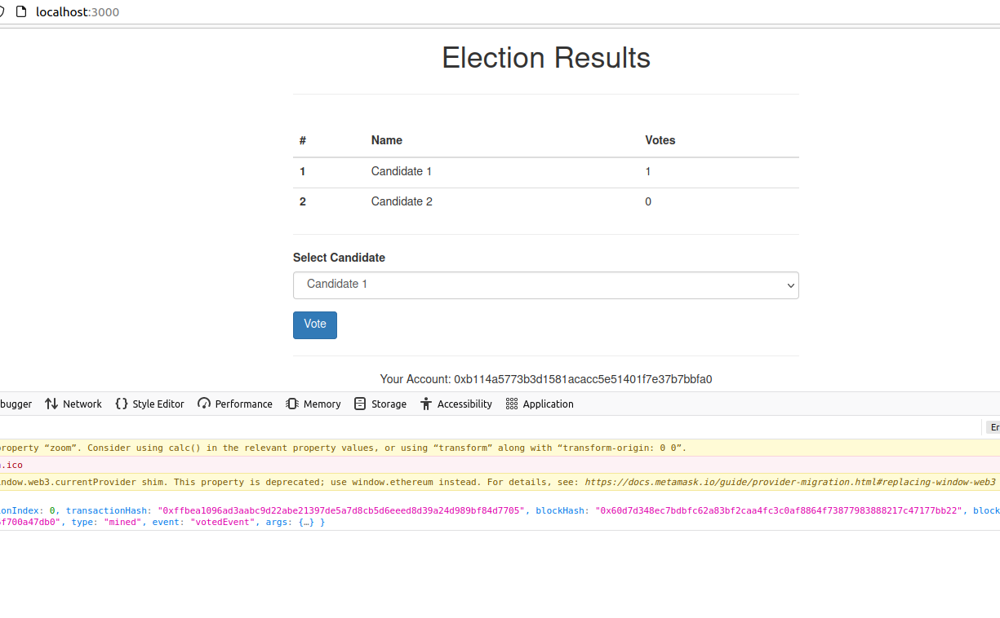 localhost:3000
Election Results
# Name Votes
1 Candidate 1 1
2 Candidate 2 0
Select Candidate
Candidate 1
Vote
Your Account: 0xb114a5773b3d1581acacc5e51401f7e37b7bbfa0
bugger Network Style Editor Performance Memory Storage Accessibility Application
Er
roperty “zoom”. Consider using calc() in the relevant property values, or using “transform” along with “transform-origin: 0 0”.
.ico
ndow.web3.currentProvider shim. This property is deprecated; use window.ethereum instead. For details, see: https://docs.metamask.io/guide/provider-migration.html#replacing-window-web3
onIndex: 0, transactionHash: "0xffbea1096ad3aabc9d22abe21397de5a7d8cb5d6eeed8d39a24d989bf84d7705", blockHash: "0x60d7d348ec7bdbfc62a83bf2caa4fc3c0af8864f73877983888217c47177bb22", block
f700a47db0", type: "mined", event: "votedEvent", args: {…} }